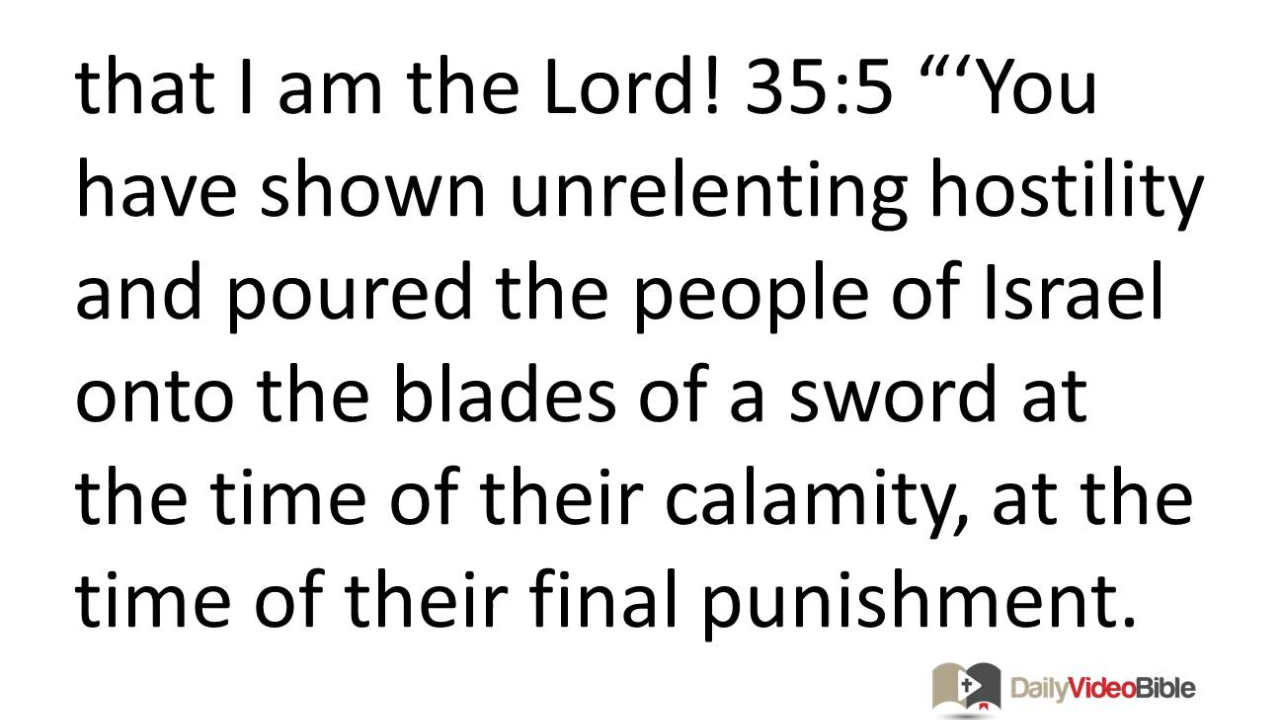 that I am the Lord! 35:5 “‘You
have shown unrelenting hostility
and poured the people of Israel
onto the blades of a sword at
the time of their calamity, at the
time of their final punishment.
DailyVideoBible